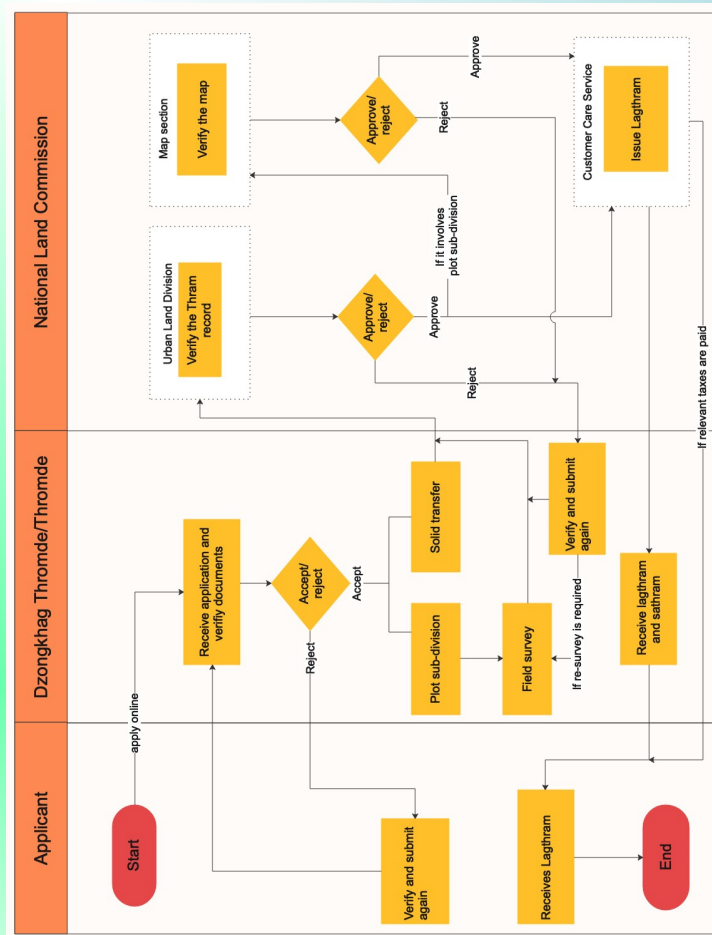 National Land Commission
Map section
Verify the map
Approve/
reject
Approve
Reject
Customer Care Service
Issue Lagthram
Urban Land Division
Verify the Thram
record
Approve/
reject
Approve
If it involves
plot sub-division
Reject
If relevant taxes are paid
Dzongkhag Thromde/Thromde
Receive application and
verifiy documents
Accept/
reject
Accept
Reject
Solid transfer
Plot sub-division
Field survey
Verify and submit
again
If re-survey is required
Receive lagthram
and sathram
Applicant
Start
apply online
Verify and submit
again
Receives Lagthram
End